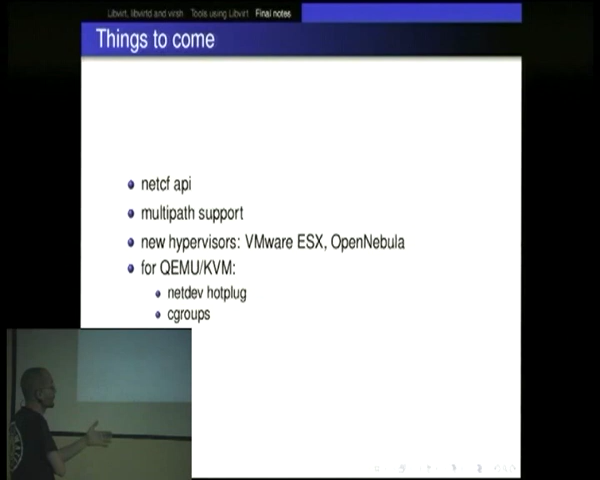 Libvirt, libvirtd and virsh Tools using Libvirt Final notes
Things to come
netcf api
multipath support
new hypervisors: VMware ESX, OpenNebula
for QEMU/KVM:
netdev hotplug
cgroups